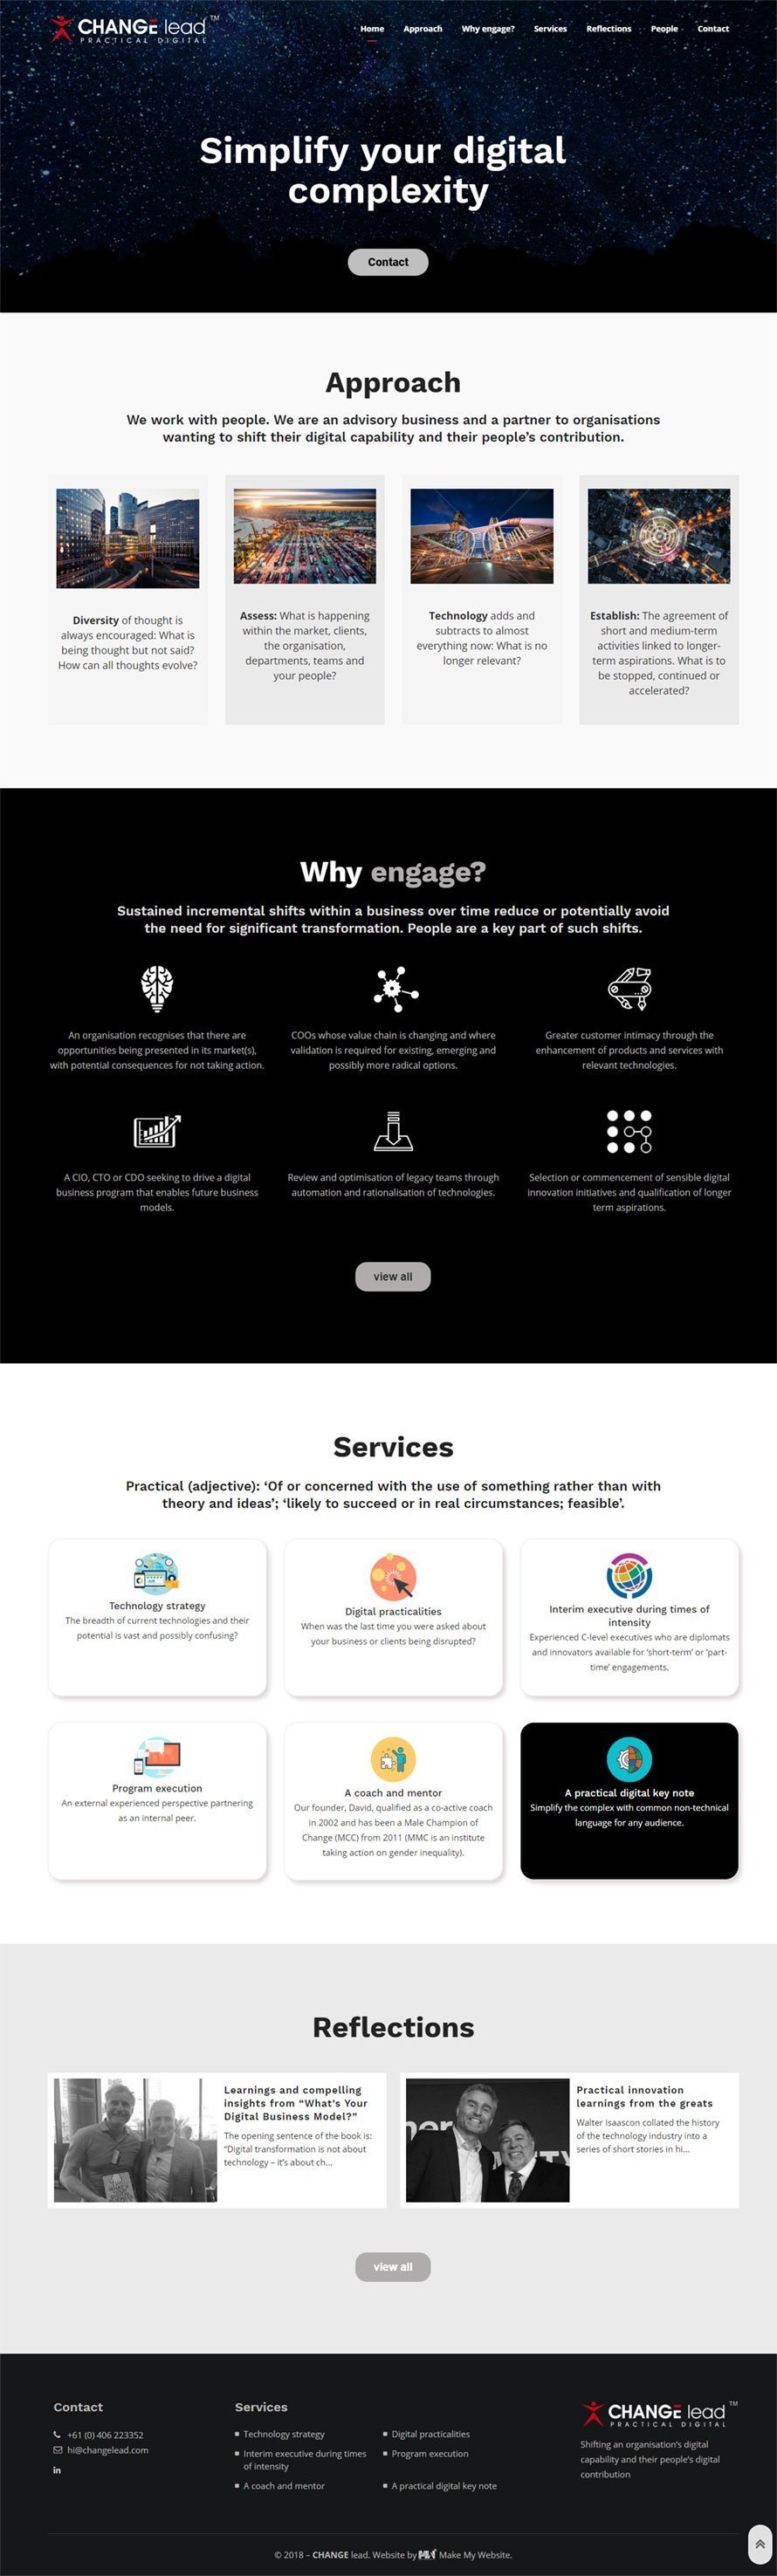 CHANGE lead ™
PRACTICAL DIGITAL
Home Approach Why engage? Services Reflections People Contact
Simplify your digital
complexity
Contact
Approach
We work with people. We are an advisory business and a partner to organisations
wanting to shift their digital capability and their people's contribution.
Diversity of thought is
always encouraged: What is
being thought but not said?
How can all thoughts evolve?
Assess: What is happening
within the market, clients,
the organisation,
departments, teams and
your people?
Technology adds and
subtracts to almost
everything now: What is no
longer relevant?
Establish: The agreement of
short and medium-term
activities linked to longer-
term aspirations. What is to
be stopped, continued or
accelerated?
Why engage?
Sustained incremental shifts within a business over time reduce or potentially avoid
the need for significant transformation. People are a key part of such shifts.
An organisation recognises that there are
opportunities being presented in its market(s),
with potential consequences for not taking action.
COOs whose value chain is changing and where
validation is required for existing, emerging and
possibly more radical options.
Greater customer intimacy through the
enhancement of products and services with
relevant technologies.
A CIO, CTO or CDO seeking to drive a digital
business program that enables future business
models.
Review and optimisation of legacy teams through
automation and rationalisation of technologies.
Selection or commencement of sensible digital
innovation initiatives and qualification of longer
term aspirations.
view all
Services
Practical (adjective): ‘Of or concerned with the use of something rather than with
theory and ideas’; ‘likely to succeed or in real circumstances; feasible’.
Technology strategy
The breadth of current technologies and their
potential is vast and possibly confusing?
Digital practicalities
When was the last time you were asked about
your business or clients being disrupted?
Interim executive during times of
intensity
Experienced C-level executives who are diplomats
and innovators available for ‘short-term’ or ‘part-
time’ engagements.
Program execution
An external experienced perspective partnering
as an internal peer.
A coach and mentor
Our founder, David, qualified as a co-active coach
in 2002 and has been a Male Champion of
Change (MCC) from 2011 (MMC is an institute
taking action on gender inequality).
A practical digital key note
Simplify the complex with common non-technical
language for any audience.
Reflections
Learnings and compelling
insights from “What's Your
Digital Business Model?”
The opening sentence of the book is:
“Digital transformation is not about
technology – it's about ch...
Practical innovation
learnings from the greats
Walter Isaascon collated the history
of the technology industry into a
series of short stories in hi...
view all
Contact
+61 (0) 406 223352
hi@changelead.com
in
Services
Technology strategy
Digital practicalities
Interim executive during times
of intensity
Program execution
A coach and mentor
A practical digital key note
CHANGE lead ™
PRACTICAL DIGITAL
Shifting an organisation's digital
capability and their people's digital
contribution
© 2018 – CHANGE lead. Website by Make My Website.